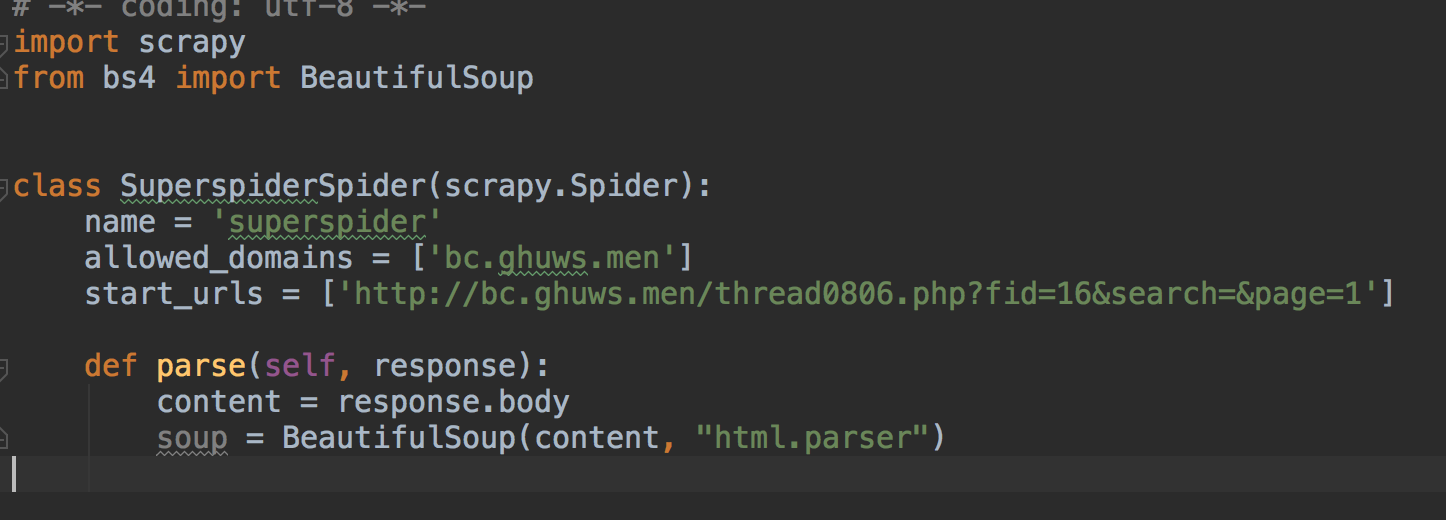 # -*- coding: utf-8 -*-
import scrapy
from bs4 import BeautifulSoup
class SuperspiderSpider(scrapy.Spider):
name = 'superspider'
allowed_domains = ['bc.ghuws.men']
start_urls = ['http://bc.ghuws.men/thread0806.php?fid=16&search=&page=1']
def parse(self, response):
content = response.body
soup = BeautifulSoup(content, "html.parser")